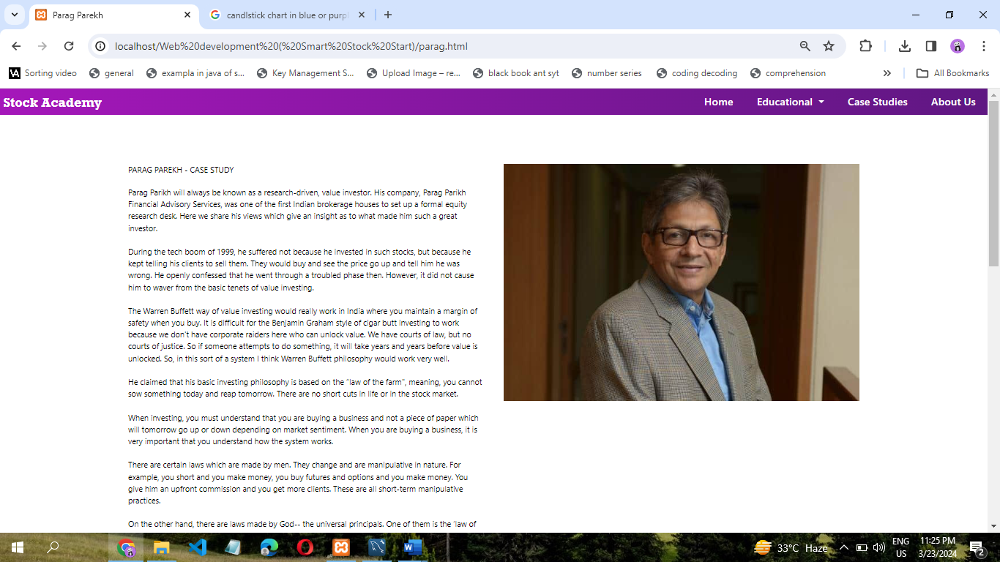 Parag Parekh
candlstick chart in blue or purpl
localhost/Web%20development%20(%20Smart%20Stock%20Start)/parag.html
VA Sorting video general exampla in java of s... Key Management S... Upload Image – re... black book ant syt number series coding decoding comprehension » All Bookmarks
Stock Academy Home Educational Case Studies About Us
PARAG PAREKH - CASE STUDY
Parag Parikh will always be known as a research-driven, value investor. His company, Parag Parikh
Financial Advisory Services, was one of the first Indian brokerage houses to set up a formal equity
research desk. Here we share his views which give an insight as to what made him such a great
investor.
During the tech boom of 1999, he suffered not because he invested in such stocks, but because he
kept telling his clients to sell them. They would buy and see the price go up and tell him he was
wrong. He openly confessed that he went through a troubled phase then. However, it did not cause
him to waver from the basic tenets of value investing.
The Warren Buffett way of value investing would really work in India where you maintain a margin of
safety when you buy. It is difficult for the Benjamin Graham style of cigar butt investing to work
because we don't have corporate raiders here who can unlock value. We have courts of law, but no
courts of justice. So if someone attempts to do something, it will take years and years before value is
unlocked. So, in this sort of a system I think Warren Buffett philosophy would work very well.
He claimed that his basic investing philosophy is based on the “law of the farm”, meaning, you cannot
sow something today and reap tomorrow. There are no short cuts in life or in the stock market.
When investing, you must understand that you are buying a business and not a piece of paper which
will tomorrow go up or down depending on market sentiment. When you are buying a business, it is
very important that you understand how the system works.
There are certain laws which are made by men. They change and are manipulative in nature. For
example, you short and you make money, you buy futures and options and you make money. You
give him an upfront commission and you get more clients. These are all short-term manipulative
practices.
On the other hand, there are laws made by God-- the universal principals. One of them is the ‘law of
33°C Haze ENG US 11:25 PM 3/23/2024 2